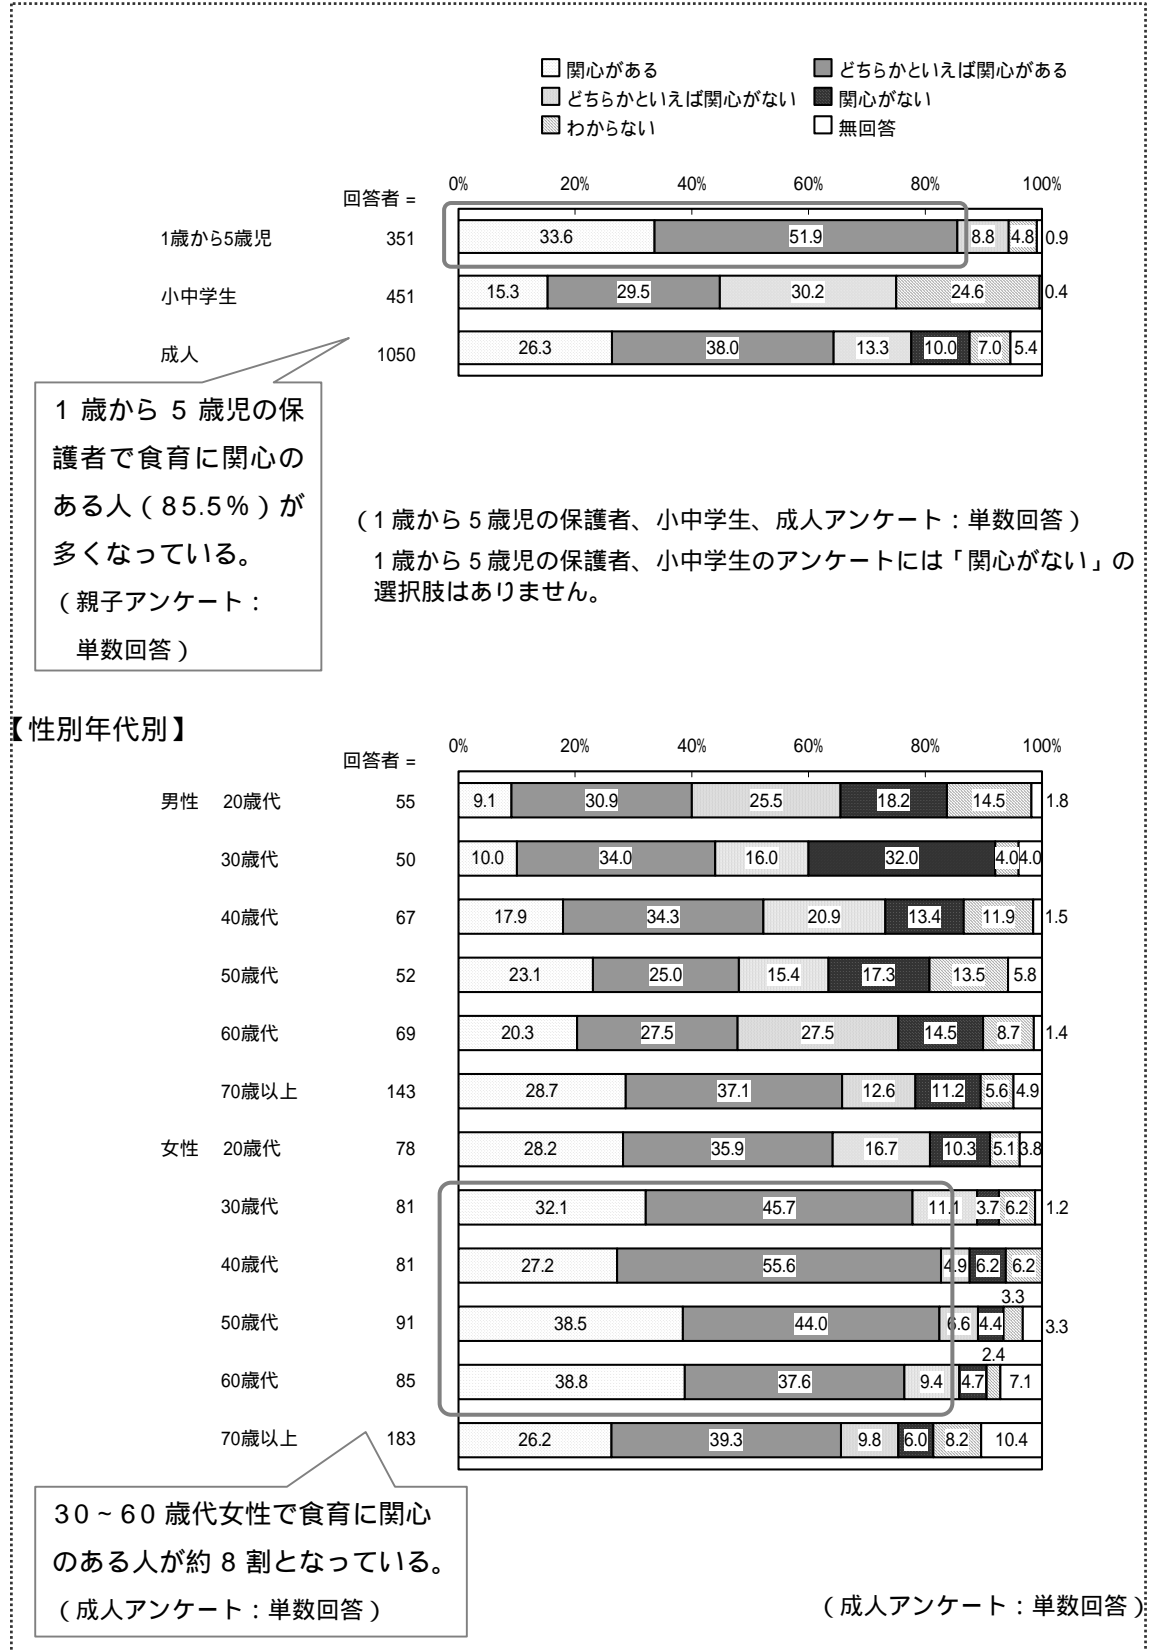 関心がある どちらかといえば関心がある
どちらかといえば関心がない 関心がない
わからない 無回答
回答者 = 0% 20% 40% 60% 80% 100%
1歳から5歳児 351 33.6 51.9 8.8 4.8 0.9
小中学生 451 15.3 29.5 30.2 24.6 0.4
成人 1050 26.3 38.0 13.3 10.0 7.0 5.4
1 歳から 5 歳児の保
護者で食育に関心の
ある人（85.5％）が
多くなっている。
（親子アンケート：
単数回答）
（1歳から5歳児の保護者、小中学生、成人アンケート：単数回答）
1歳から5歳児の保護者、小中学生のアンケートには「関心がない」の
選択肢はありません。
【性別年代別】
回答者 = 0% 20% 40% 60% 80% 100%
男性 20歳代 55 9.1 30.9 25.5 18.2 14.5 1.8
30歳代 50 10.0 34.0 16.0 32.0 4.0 4.0
40歳代 67 17.9 34.3 20.9 13.4 11.9 1.5
50歳代 52 23.1 25.0 15.4 17.3 13.5 5.8
60歳代 69 20.3 27.5 27.5 14.5 8.7 1.4
70歳以上 143 28.7 37.1 12.6 11.2 5.6 4.9
女性 20歳代 78 28.2 35.9 16.7 10.3 5.1 3.8
30歳代 81 32.1 45.7 11.1 3.7 6.2 1.2
40歳代 81 27.2 55.6 4.9 6.2 6.2
3.3
50歳代 91 38.5 44.0 6.6 4.4 3.3
2.4
60歳代 85 38.8 37.6 9.4 4.7 7.1
70歳以上 183 26.2 39.3 9.8 6.0 8.2 10.4
30~60 歳代女性で食育に関心
のある人が約 8 割となっている。
（成人アンケート：単数回答）
（成人アンケート：単数回答）